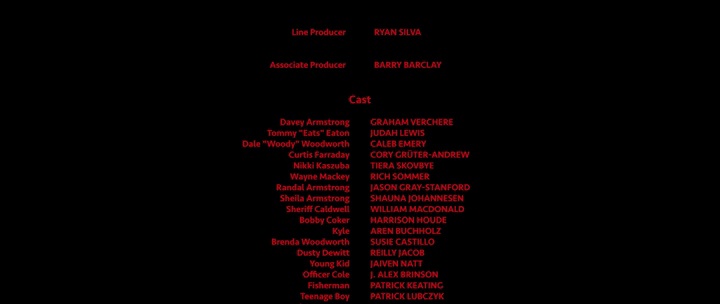 Line Producer RYAN SILVA
Associate Producer BARRY BARCLAY
Cast
Davey Armstrong GRAHAM VERCHERE
Tommy "Eats" Eaton JUDAH LEWIS
Dale "Woody" Woodworth CALEB EMERY
Curtis Farraday CORY GRÜTER-ANDREW
Nikki Kaszuba TIERA SKOVBYE
Wayne Mackey RICH SOMMER
Randal Armstrong JASON GRAY-STANFORD
Sheila Armstrong SHAUNA JOHANNESEN
Sheriff Caldwell WILLIAM MACDONALD
Bobby Coker HARRISON HOUDE
Kyle AREN BUCHHOLZ
Brenda Woodworth SUSIE CASTILLO
Dusty Dewitt REILLY JACOB
Young Kid JAIVEN NATT
Officer Cole J. ALEX BRINSON
Fisherman PATRICK KEATING
Teenage Boy PATRICK LUBCZYK